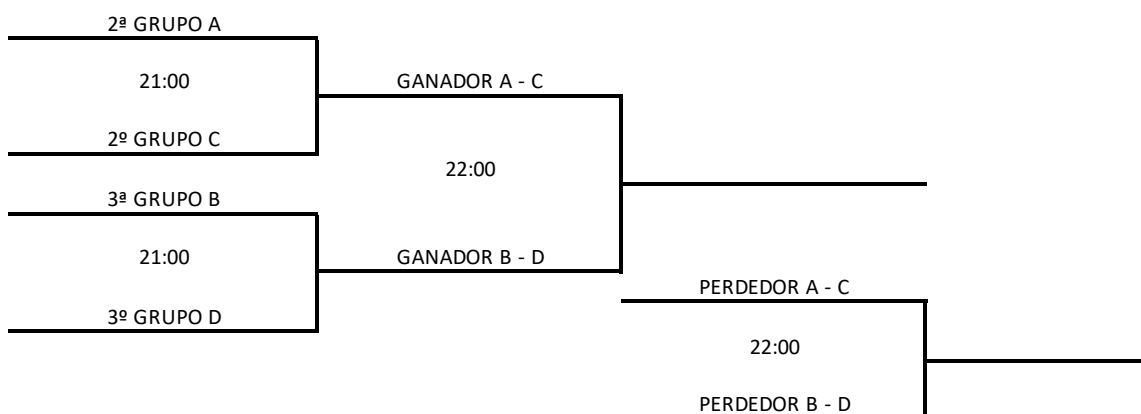 2ª GRUPO A
21:00
GANADOR A - C
2º GRUPO C
22:00
3ª GRUPO B
21:00
GANADOR B - D
PERDEDOR A - C
3º GRUPO D
22:00
PERDEDOR B - D